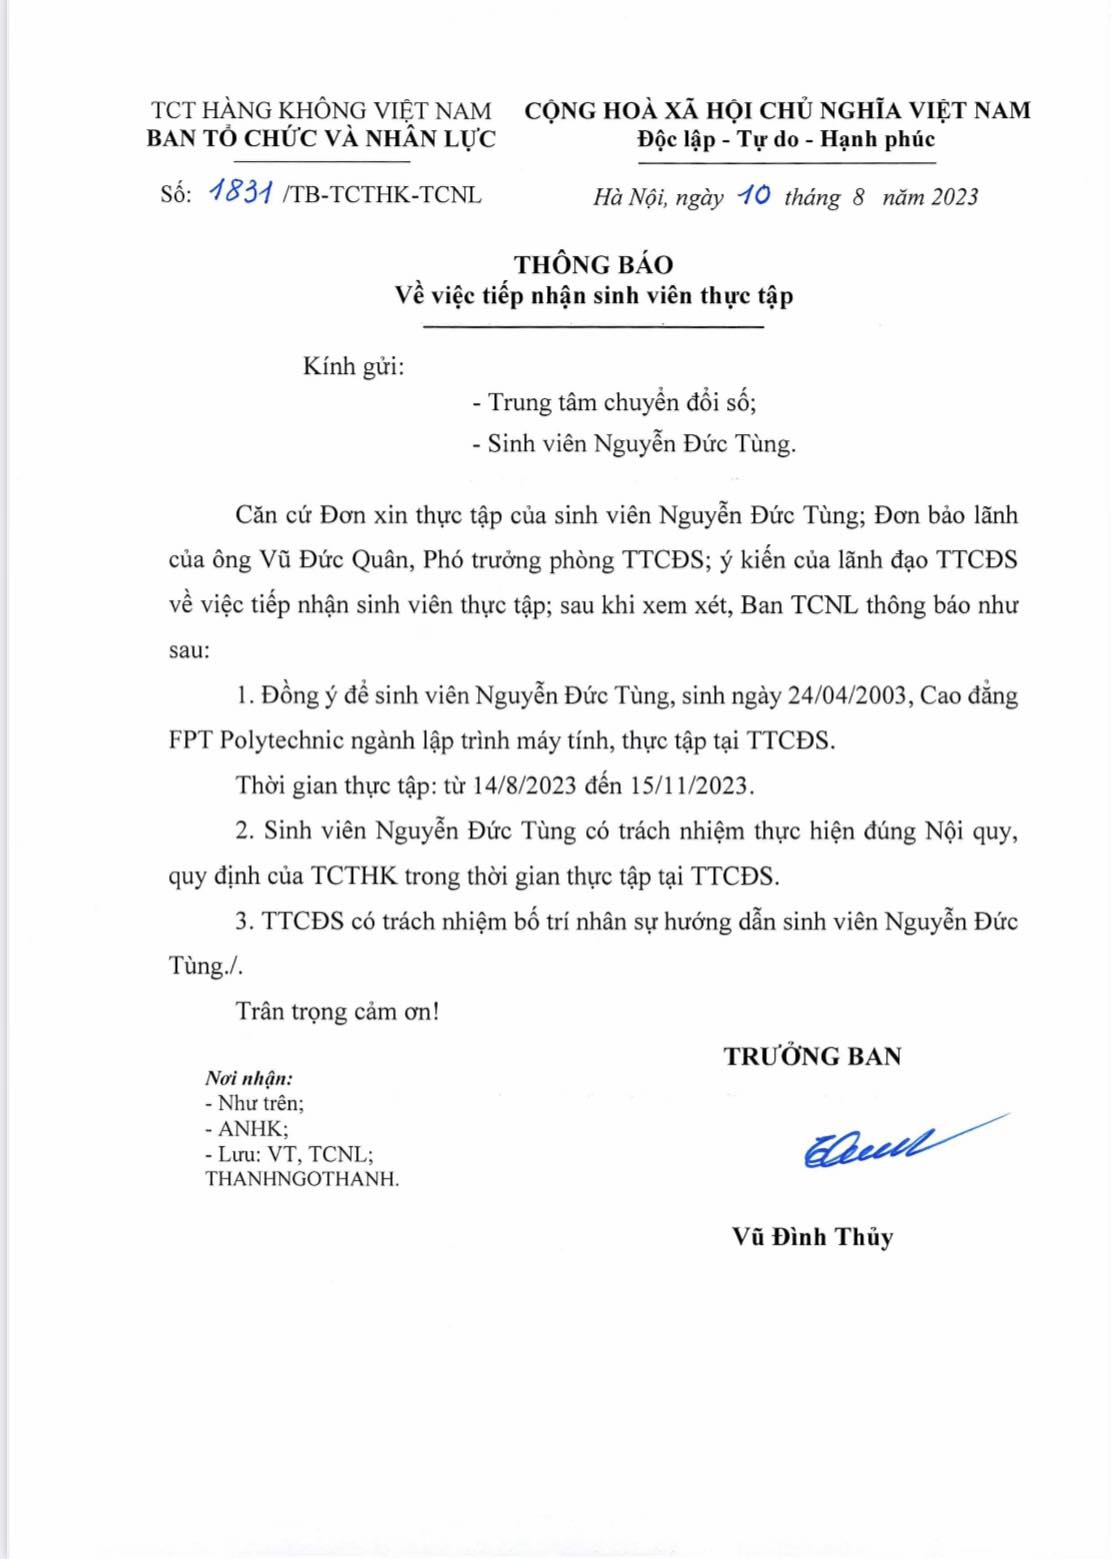 TCT HÀNG KHÔNG VIỆT NAM
BAN TỔ CHỨC VÀ NHÂN LỰC
CỘNG HOÀ XÃ HỘI CHỦ NGHĨA VIỆT NAM
Độc lập - Tự do - Hạnh phúc
Số: 1831 /TB-TCTHK-TCNL
Hà Nội, ngày 10 tháng 8 năm 2023
THÔNG BÁO
Về việc tiếp nhận sinh viên thực tập
Kính gửi:
- Trung tâm chuyển đổi số;
- Sinh viên Nguyễn Đức Tùng.
Căn cứ Đơn xin thực tập của sinh viên Nguyễn Đức Tùng; Đơn bảo lãnh
của ông Vũ Đức Quân, Phó trưởng phòng TTCĐS; ý kiến của lãnh đạo TTCĐS
về việc tiếp nhận sinh viên thực tập; sau khi xem xét, Ban TCNL thông báo như
sau:
1. Đồng ý để sinh viên Nguyễn Đức Tùng, sinh ngày 24/04/2003, Cao đẳng
FPT Polytechnic ngành lập trình máy tính, thực tập tại TTCĐS.
Thời gian thực tập: từ 14/8/2023 đến 15/11/2023.
2. Sinh viên Nguyễn Đức Tùng có trách nhiệm thực hiện đúng Nội quy,
quy định của TCTHK trong thời gian thực tập tại TTCĐS.
3. TTCĐS có trách nhiệm bố trí nhân sự hướng dẫn sinh viên Nguyễn Đức
Tùng./.
Trân trọng cảm ơn!
TRƯỞNG BAN
Nơi nhận:
- Như trên;
- ANHK;
- Lưu: VT, TCNL;
THANHNGOTHANH.
Vũ Đình Thủy